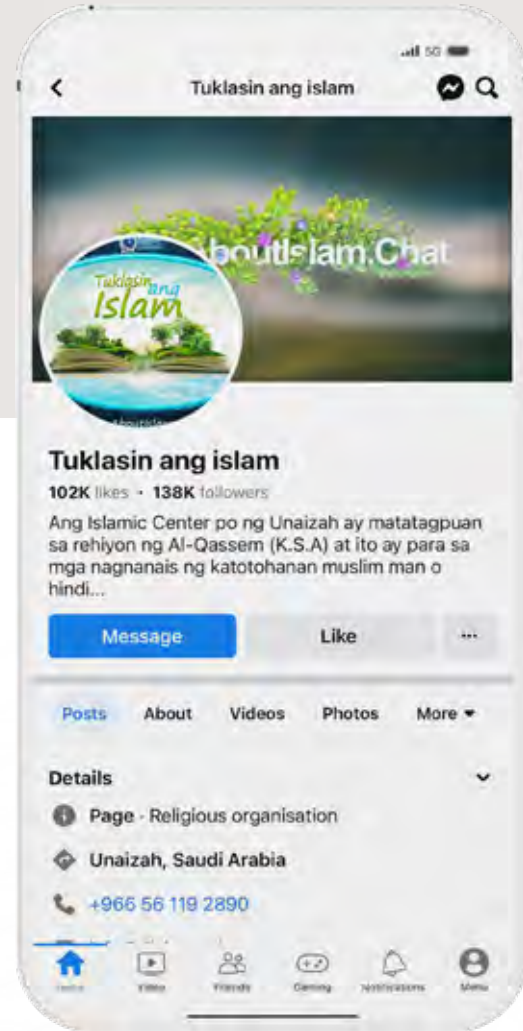 5G
Tuklasin ang islam
boutIslam.Chat
Tuklasin
ang
Islam
Tuklasin ang islam
102K likes · 138K followers
Ang Islamic Center po ng Unaizah ay matatagpuan
sa rehiyon ng Al-Qassem (K.S.A) at ito ay para sa
mga nagnanais ng katotohanan muslim man o
hindi...
Message Like ...
Posts About Videos Photos More
Details
Page · Religious organisation
Unaizah, Saudi Arabia
+966 56 119 2890
Video Friends Gaming Notifications Menu